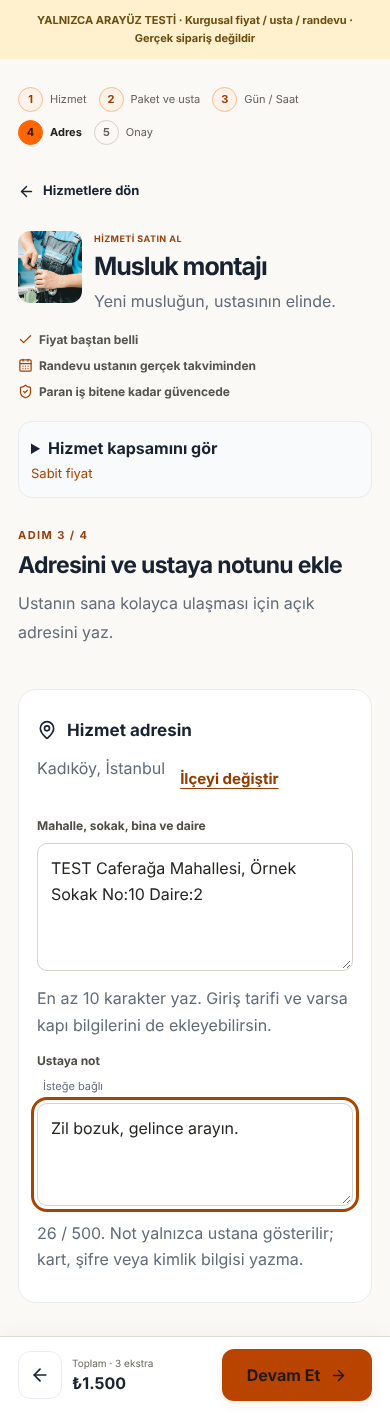 YALNIZCA ARAYÜZ TESTİ · Kurgusal fiyat / usta / randevu ·
Gerçek sipariş değildir
1 Hizmet 2 Paket ve usta 3 Gün / Saat
4 Adres 5 Onay
Hizmetlere dön
HİZMETİ SATIN AL
Musluk montajı
Yeni musluğun, ustasının elinde.
Fiyat baştan belli
Randevu ustanın gerçek takviminden
Paran iş bitene kadar güvencede
Hizmet kapsamını gör
Sabit fiyat
ADIM 3 / 4
Adresini ve ustaya notunu ekle
Ustanın sana kolayca ulaşması için açık
adresini yaz.
Hizmet adresin
Kadıköy, İstanbul İlçeyi değiştir
Mahalle, sokak, bina ve daire
TEST Caferağa Mahallesi, Örnek
Sokak No:10 Daire:2
En az 10 karakter yaz. Giriş tarifi ve varsa
kapı bilgilerini de ekleyebilirsin.
Ustaya not
İsteğe bağlı
Zil bozuk, gelince arayın.
26 / 500. Not yalnızca ustana gösterilir;
kart, şifre veya kimlik bilgisi yazma.
Toplam · 3 ekstra
₺1.500
Devam Et